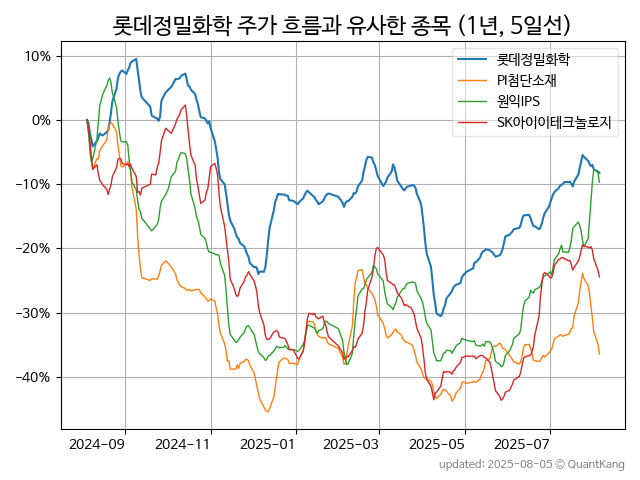 롯데정밀화학 주가 흐름과 유사한 종목 (1년, 5일선)
롯데정밀화학
PI첨단소재
원익IPS
SK아이이테크놀로지
10%
0%
−10%
−20%
−30%
−40%
2024−09
2024−11
2025−01
2025−03
2025−05
2025−07
updated: 2025-08-05 © QuantKang